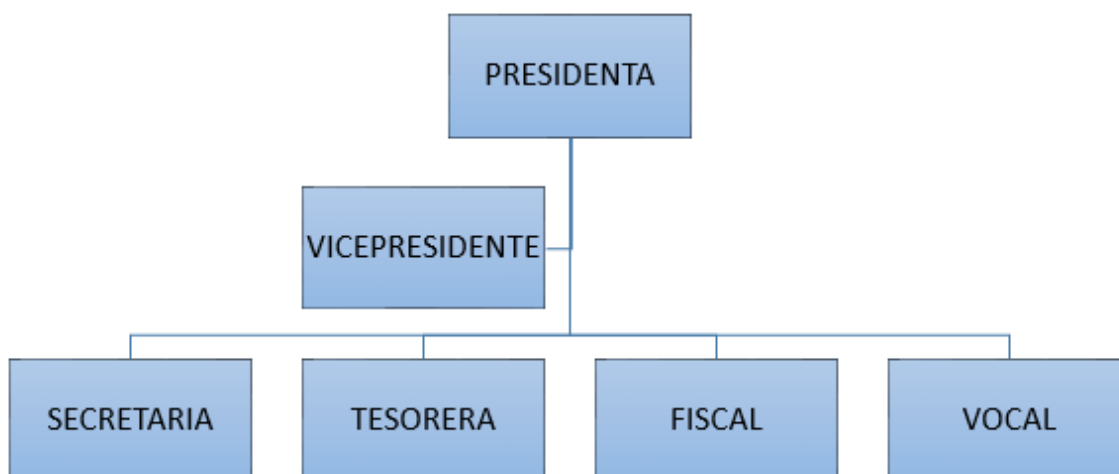 PRESIDENTA
VICEPRESIDENTE
SECRETARIA
TESORERA
FISCAL
VOCAL